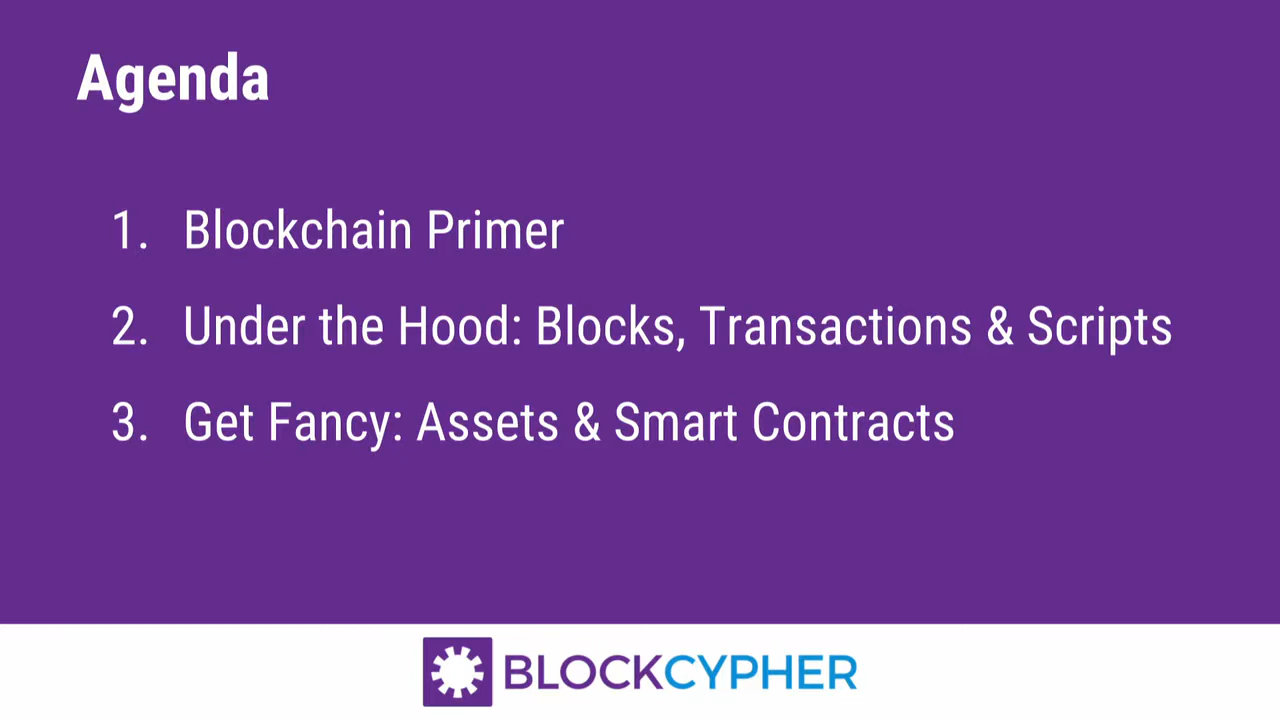 Agenda
1. Blockchain Primer
2. Under the Hood: Blocks, Transactions & Scripts
3. Get Fancy: Assets & Smart Contracts
BLOCKCYPHER